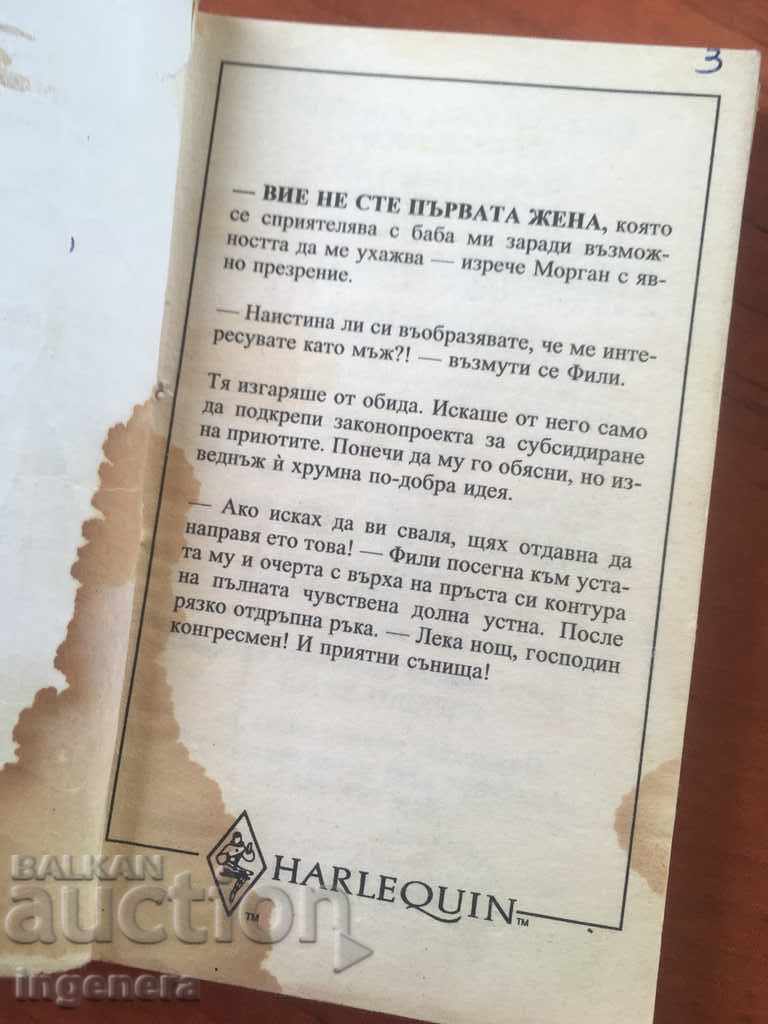 3
— ВИЕ НЕ СТЕ ПЪРВАТА ЖЕНА, която
се сприятелява с баба ми заради възмож-
ността да ме ухажва — изрече Морган с яв-
но презрение.
— Наистина ли си въобразявате, че ме инте-
ресувате като мъж?! — възмути се Фили.
Тя изгаряше от обида. Искаше от него само
да подкрепи законопроекта за субсидиране
на приютите. Понечи да му го обясни, но из-
веднъж ѝ хрумна по-добра идея.
— Ако исках да ви сваля, щях отдавна да
направя ето това! — Фили посегна към уста-
та му и очерта с върха на пръста си контура
на пълната чувствена долна устна. После
рязко отдръпна ръка. — Лека нощ, господин
конгресмен! И приятни сънища!
HARLEQUIN™
™
BALKAN
auction
ingenera